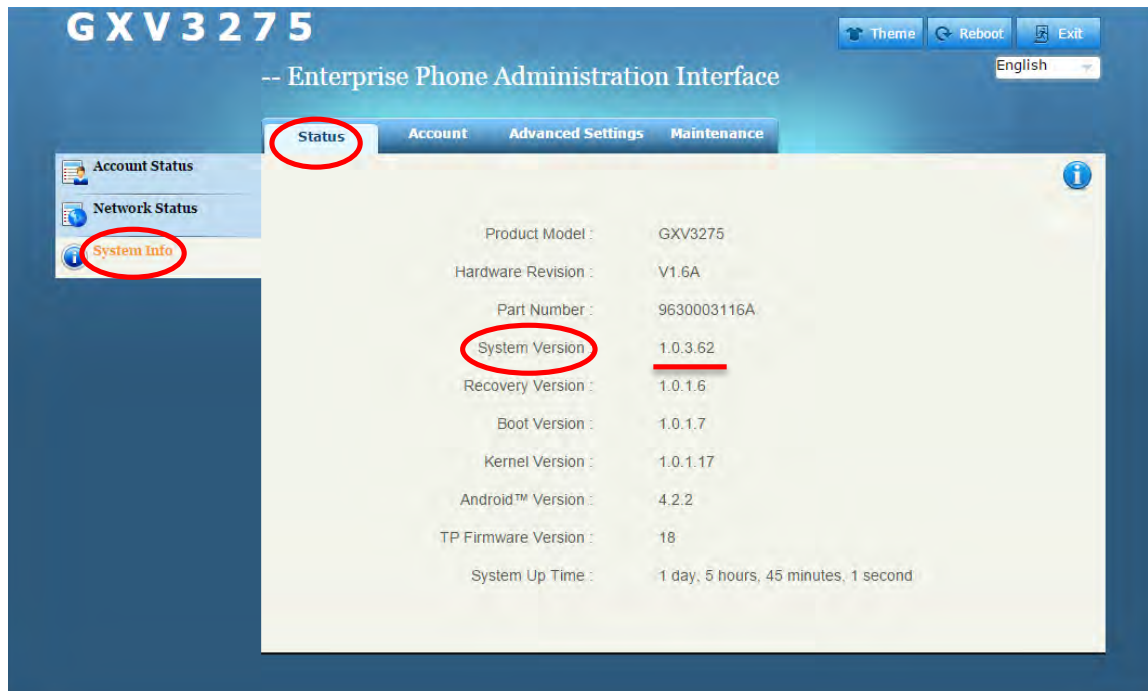 GXV3275
Theme
Reboot
Exit
-- Enterprise Phone Administration Interface
English
Status
Account
Advanced Settings
Maintenance
Account Status
Network Status
System Info
Product Model : GXV3275
Hardware Revision : V1.6A
Part Number : 9630003116A
System Version 1.0.3.62
Recovery Version : 1.0.1.6
Boot Version : 1.0.1.7
Kernel Version : 1.0.1.17
Android™ Version : 4.2.2
TP Firmware Version : 18
System Up Time : 1 day, 5 hours, 45 minutes, 1 second